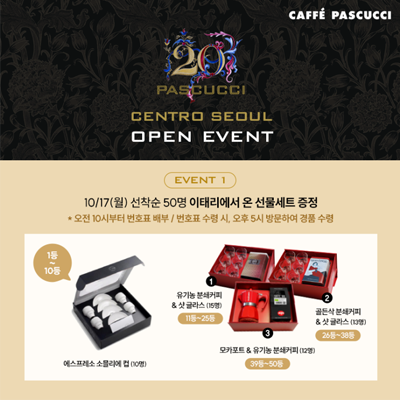 CAFFÉ PASCUCCI
20
PASCUCCI
CENTRO SEOUL
OPEN EVENT
EVENT 1
10/17(월) 선착순 50명 이태리에서 온 선물세트 증정
* 오전 10시부터 번호표 배부 / 번호표 수령 시, 오후 5시 방문하여 경품 수령
1등
~
10등
에스프레소 소믈리에 컵 (10명)
1
유기농 분쇄커피
& 샷 글라스 (15명)
11등~25등
2
골든색 분쇄커피
& 샷 글라스 (13명)
26등~38등
3
모카포트 & 유기농 분쇄커피 (12명)
39등~50등